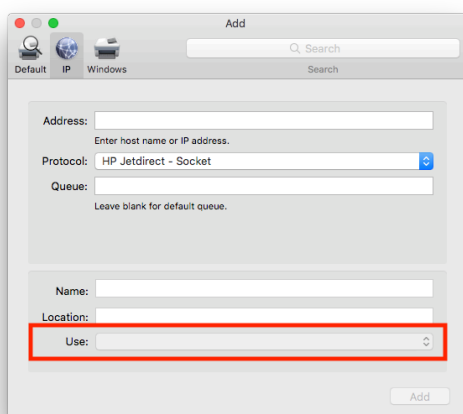 Add
Default IP Windows
Search
Search
Address:
Enter host name or IP address.
Protocol: HP Jetdirect - Socket
Queue:
Leave blank for default queue.
Name:
Location:
Use:
Add